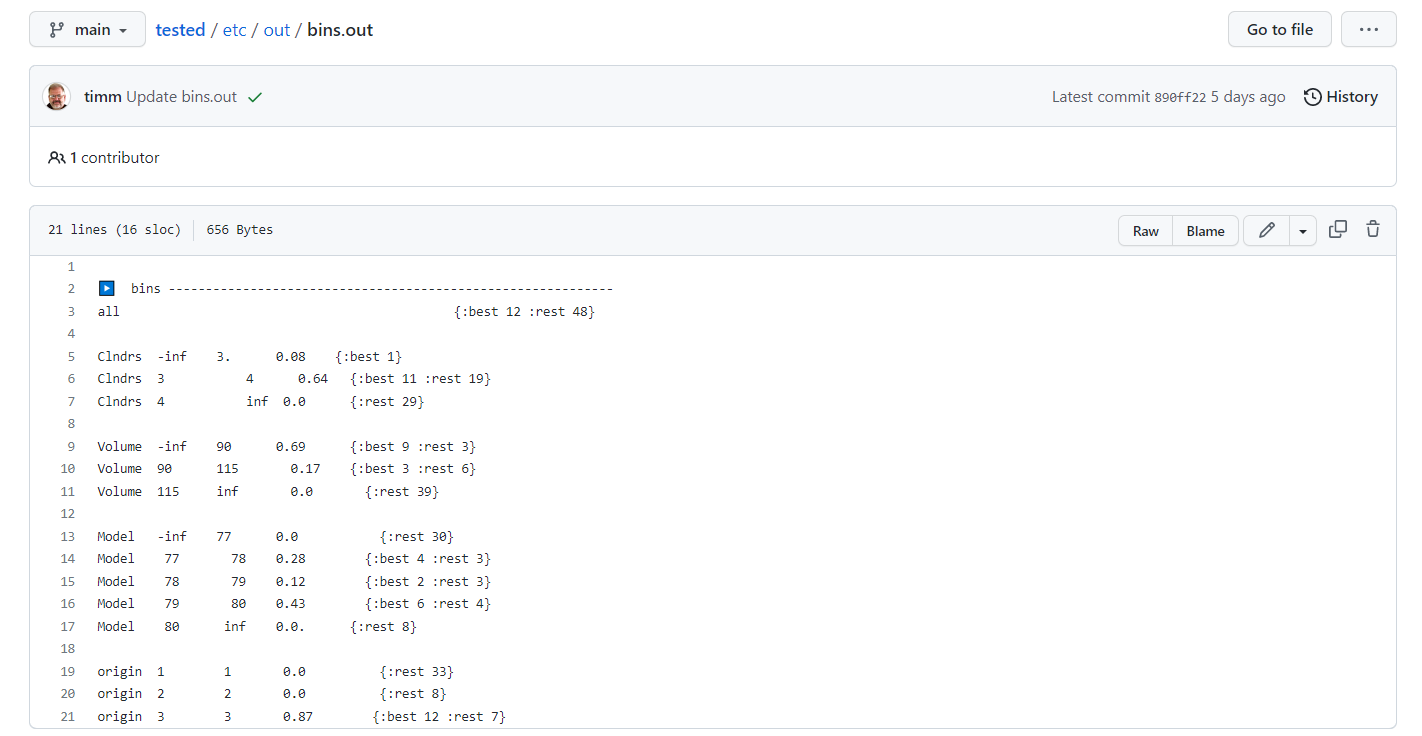 main tested / etc / out / bins.out Go to file ...
timm Update bins.out Latest commit 890ff22 5 days ago History
1 contributor
21 lines (16 sloc) 656 Bytes Raw Blame
1
2 ▶ bins ------------------------------------------------------------
3 all {:best 12 :rest 48}
4
5 Clndrs -inf 3. 0.08 {:best 1}
6 Clndrs 3 4 0.64 {:best 11 :rest 19}
7 Clndrs 4 inf 0.0 {:rest 29}
8
9 Volume -inf 90 0.69 {:best 9 :rest 3}
10 Volume 90 115 0.17 {:best 3 :rest 6}
11 Volume 115 inf 0.0 {:rest 39}
12
13 Model -inf 77 0.0 {:rest 30}
14 Model 77 78 0.28 {:best 4 :rest 3}
15 Model 78 79 0.12 {:best 2 :rest 3}
16 Model 79 80 0.43 {:best 6 :rest 4}
17 Model 80 inf 0.0. {:rest 8}
18
19 origin 1 1 0.0 {:rest 33}
20 origin 2 2 0.0 {:rest 8}
21 origin 3 3 0.87 {:best 12 :rest 7}